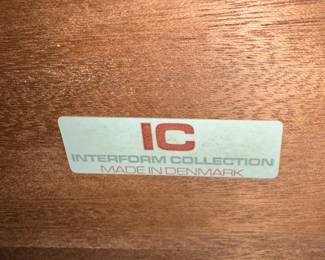 IC
INTERFORM COLLECTION
MADE IN DENMARK